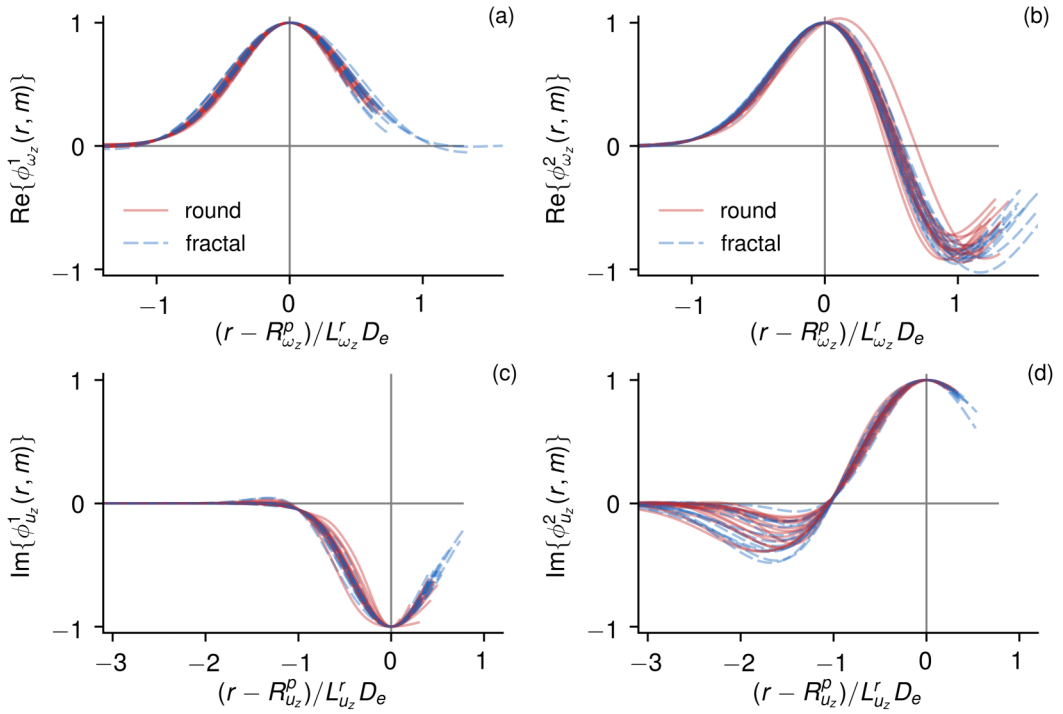 (a)
1
0
−1
Re{ϕ¹_{ω_z}(r, m)}
round
fractal
−1 0 1
(r − R^p_{ω_z})/L^r_{ω_z}D_e
(b)
1
0
−1
Re{ϕ²_{ω_z}(r, m)}
round
fractal
−1 0 1
(r − R^p_{ω_z})/L^r_{ω_z}D_e
(c)
1
0
−1
Im{ϕ¹_{u_z}(r, m)}
−3 −2 −1 0 1
(r − R^p_{u_z})/L^r_{u_z}D_e
(d)
1
0
−1
Im{ϕ²_{u_z}(r, m)}
−3 −2 −1 0 1
(r − R^p_{u_z})/L^r_{u_z}D_e